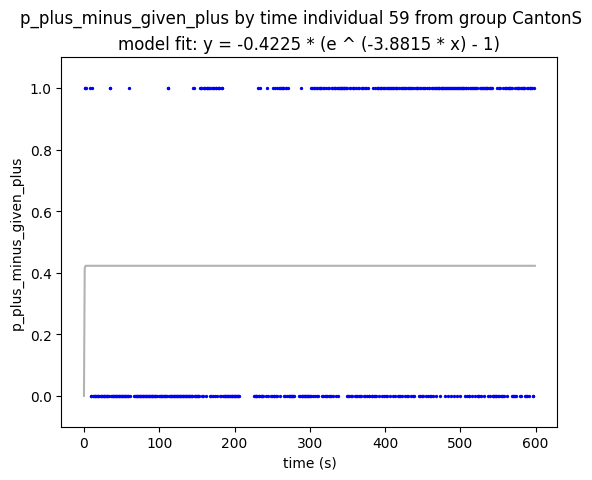 p_plus_minus_given_plus by time individual 59 from group CantonS
model fit: y = -0.4225 * (e ^ (-3.8815 * x) - 1)
p_plus_minus_given_plus
1.0
0.8
0.6
0.4
0.2
0.0
0 100 200 300 400 500 600
time (s)